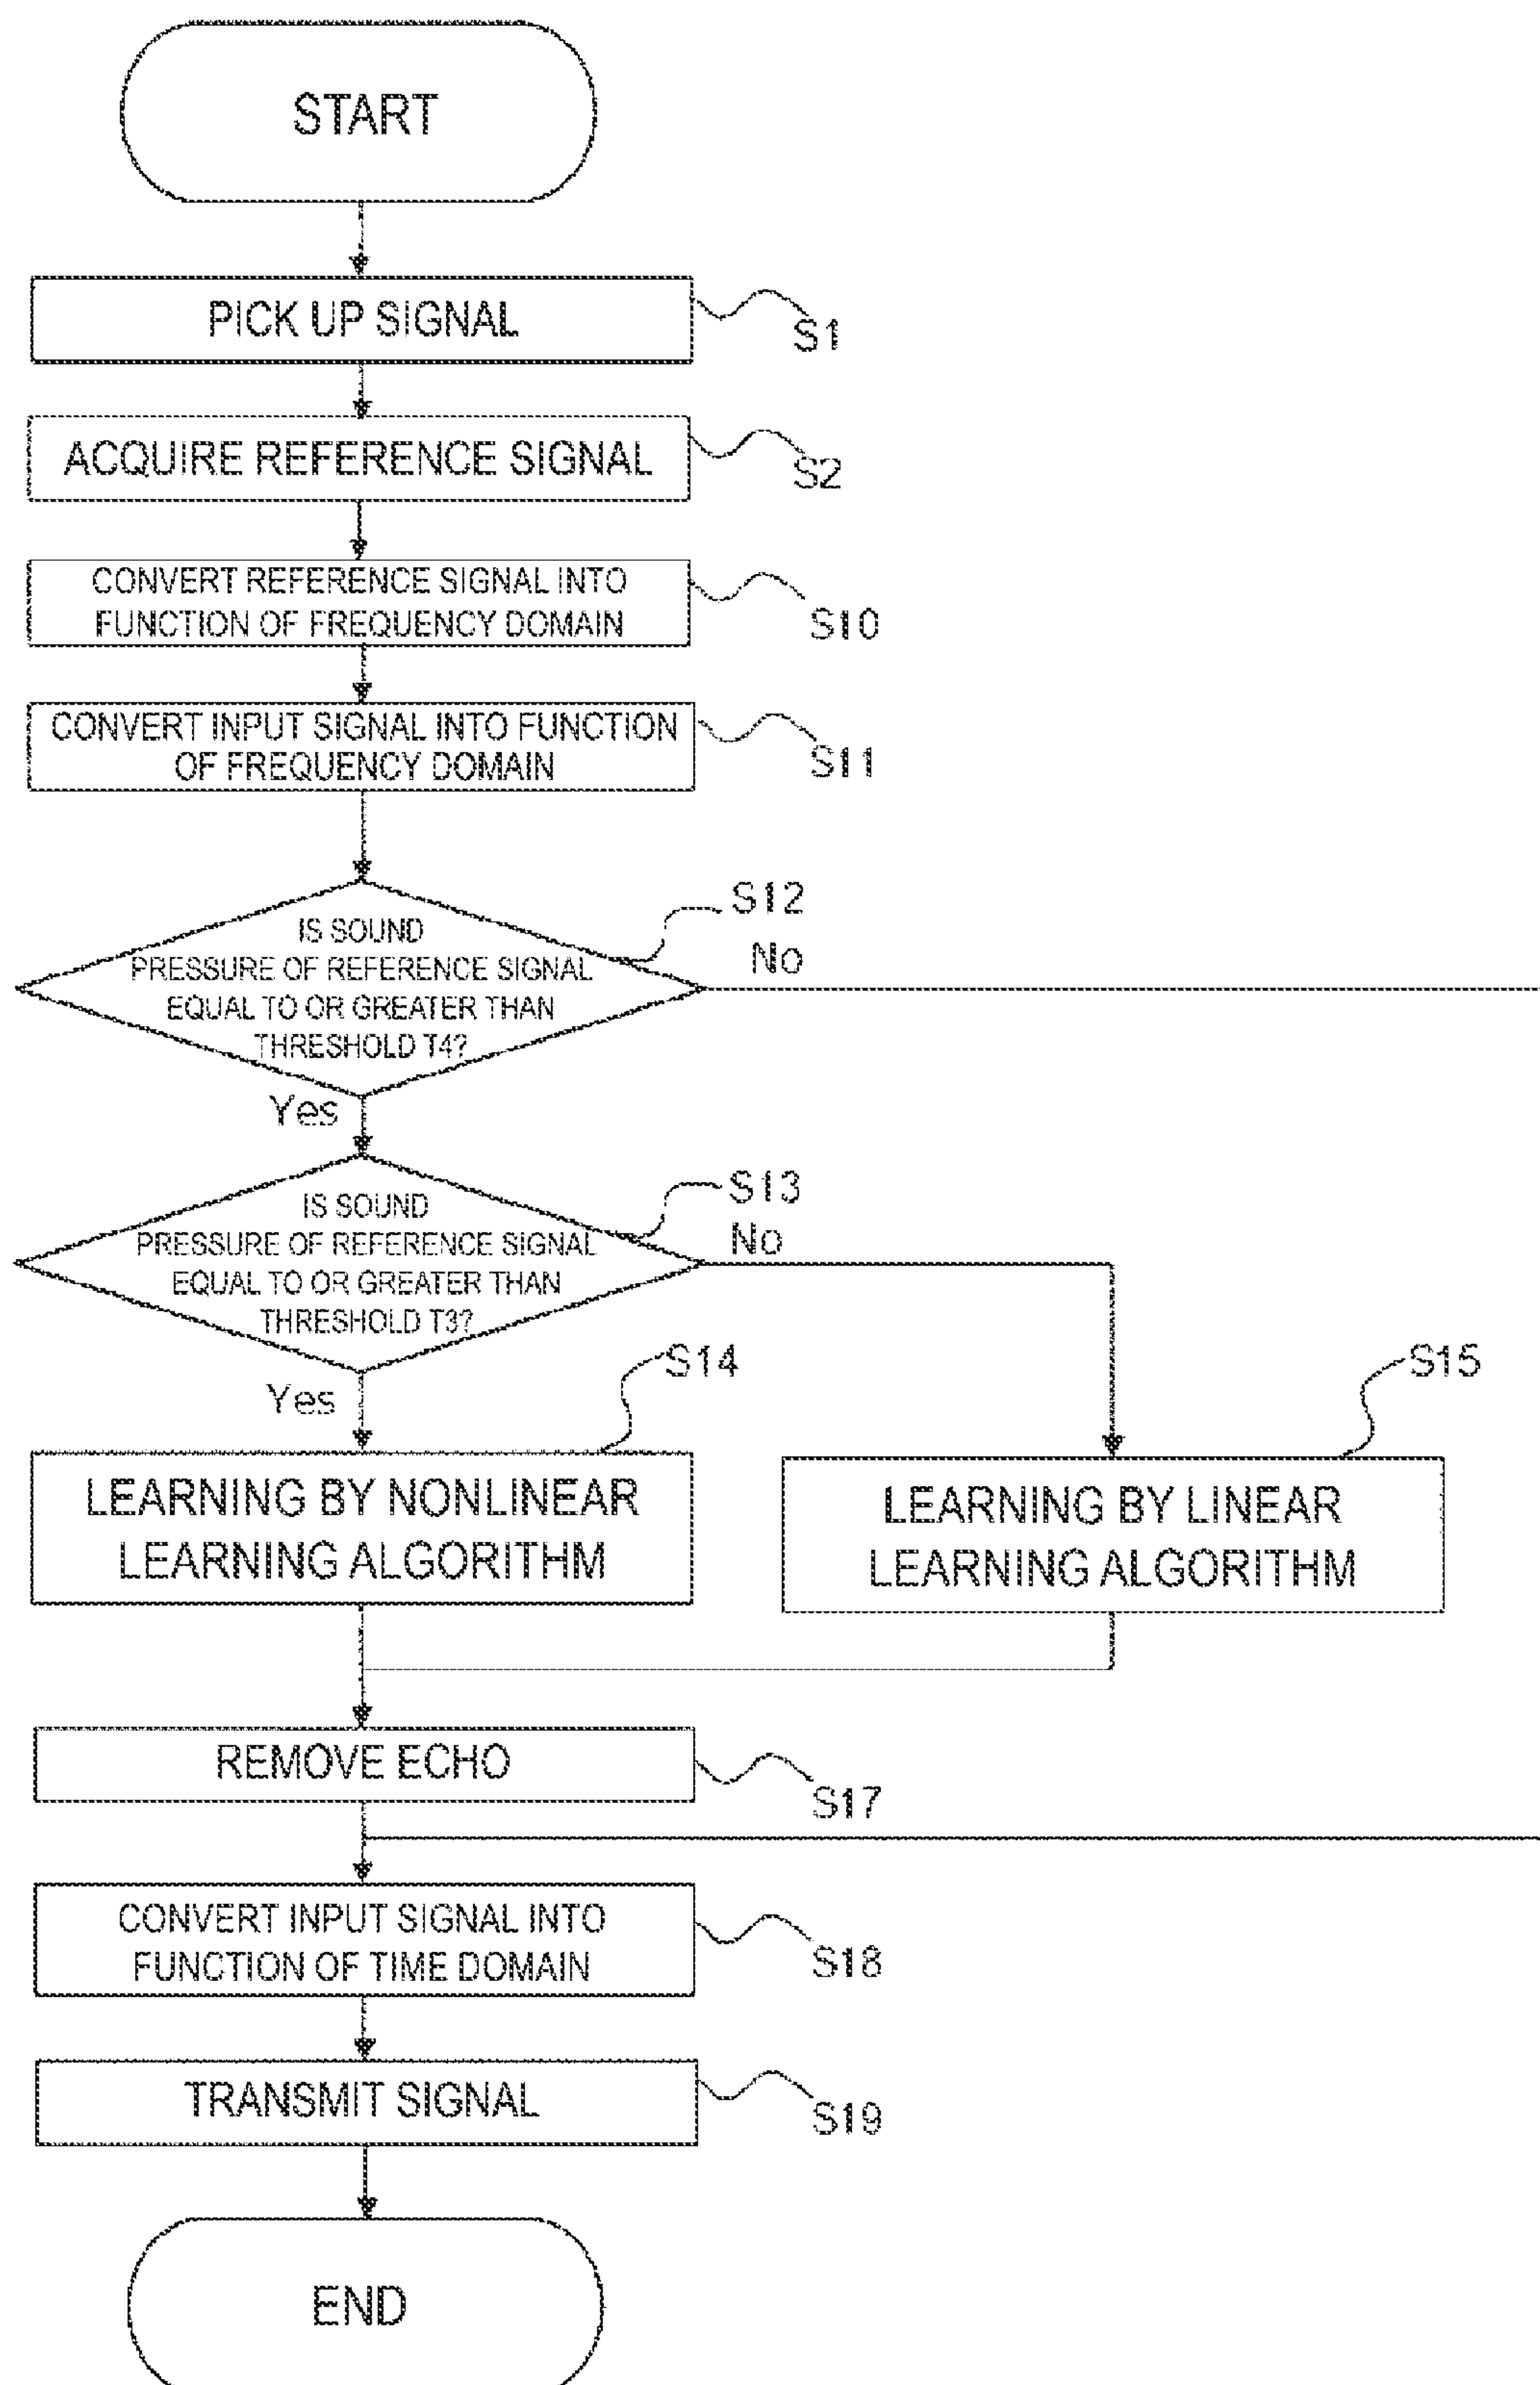 START
PICK UP SIGNAL
S1
ACQUIRE REFERENCE SIGNAL
S2
CONVERT REFERENCE SIGNAL INTO
FUNCTION OF FREQUENCY DOMAIN
S10
CONVERT INPUT SIGNAL INTO FUNCTION
OF FREQUENCY DOMAIN
S11
S12
IS SOUND
PRESSURE OF REFERENCE SIGNAL
EQUAL TO OR GREATER THAN
THRESHOLD T4?
No
Yes
S13
IS SOUND
PRESSURE OF REFERENCE SIGNAL
EQUAL TO OR GREATER THAN
THRESHOLD T3?
No
Yes
S14
LEARNING BY NONLINEAR
LEARNING ALGORITHM
S15
LEARNING BY LINEAR
LEARNING ALGORITHM
REMOVE ECHO
S17
CONVERT INPUT SIGNAL INTO
FUNCTION OF TIME DOMAIN
S18
TRANSMIT SIGNAL
S19
END